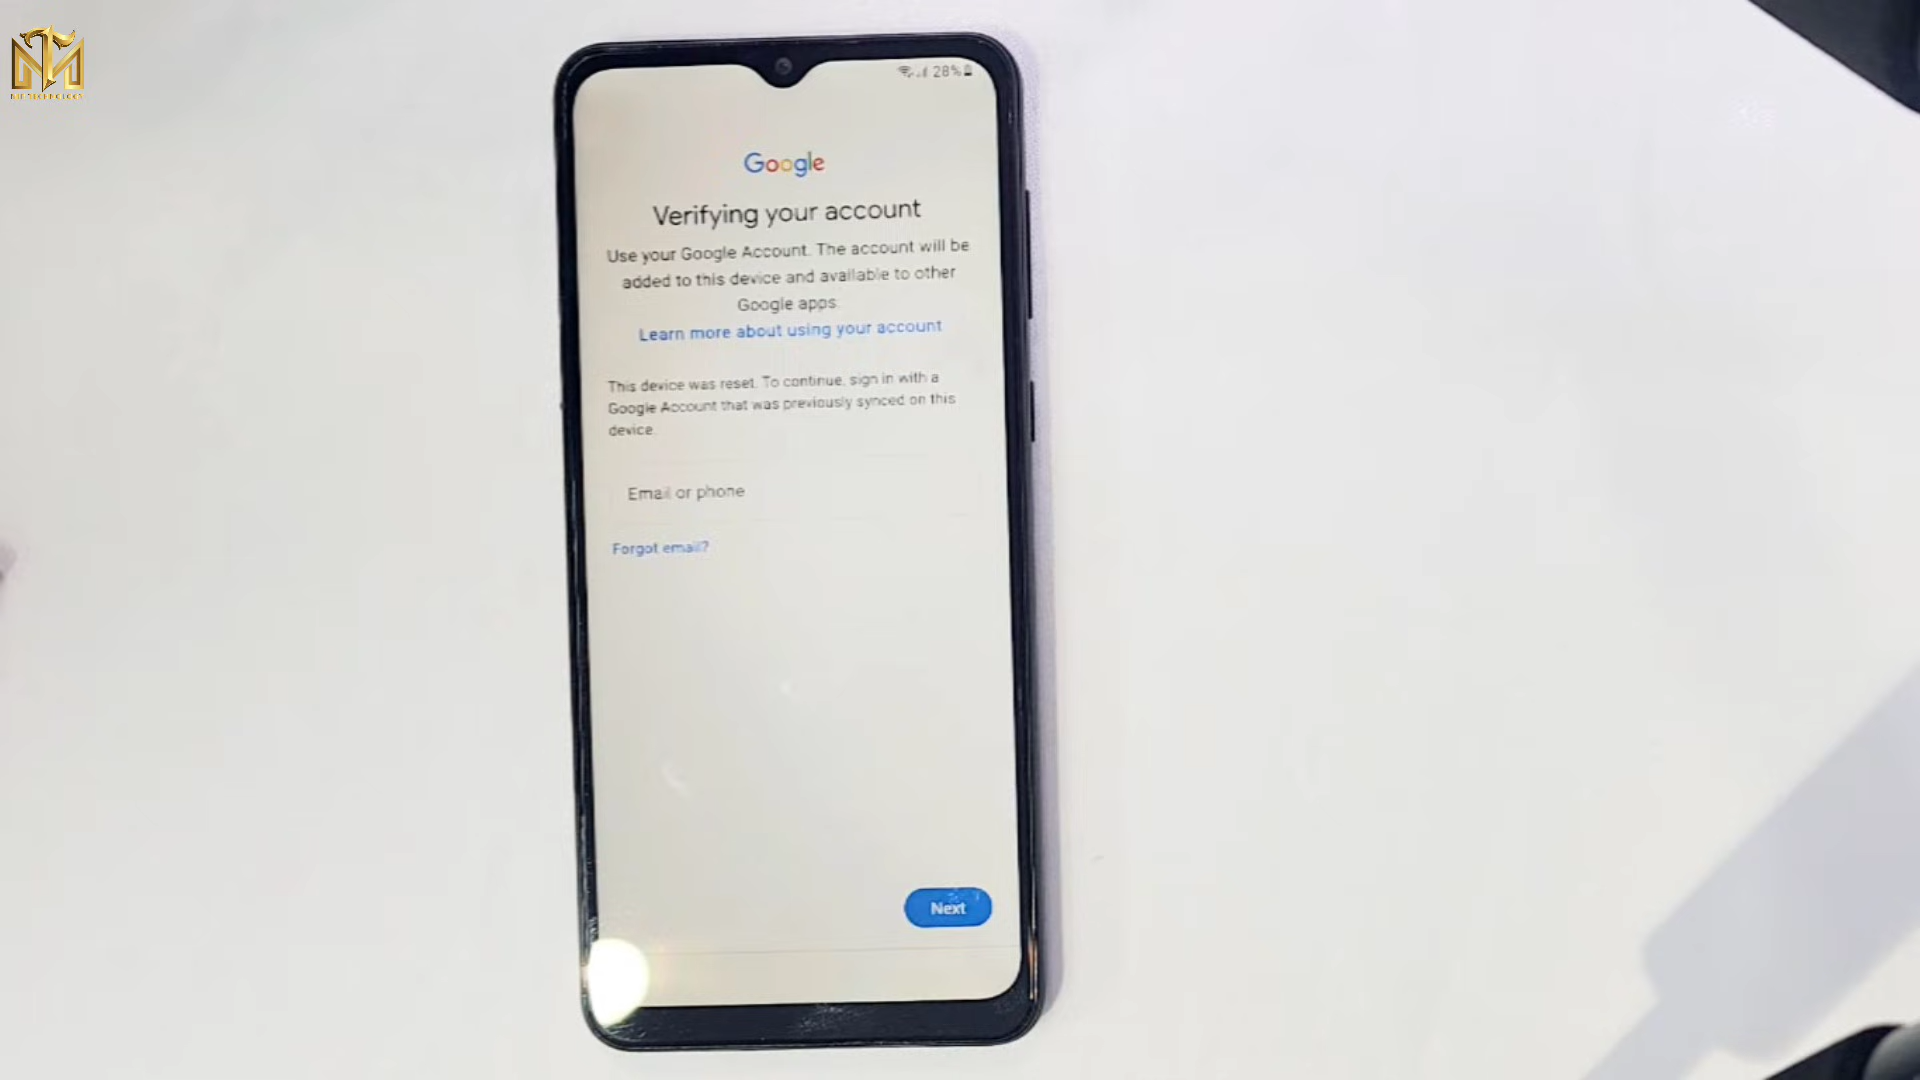 28%
Google
Verifying your account
Use your Google Account. The account will be
added to this device and available to other
Google apps.
Learn more about using your account
This device was reset. To continue, sign in with a
Google Account that was previously synced on this
device.
Email or phone
Forgot email?
Next